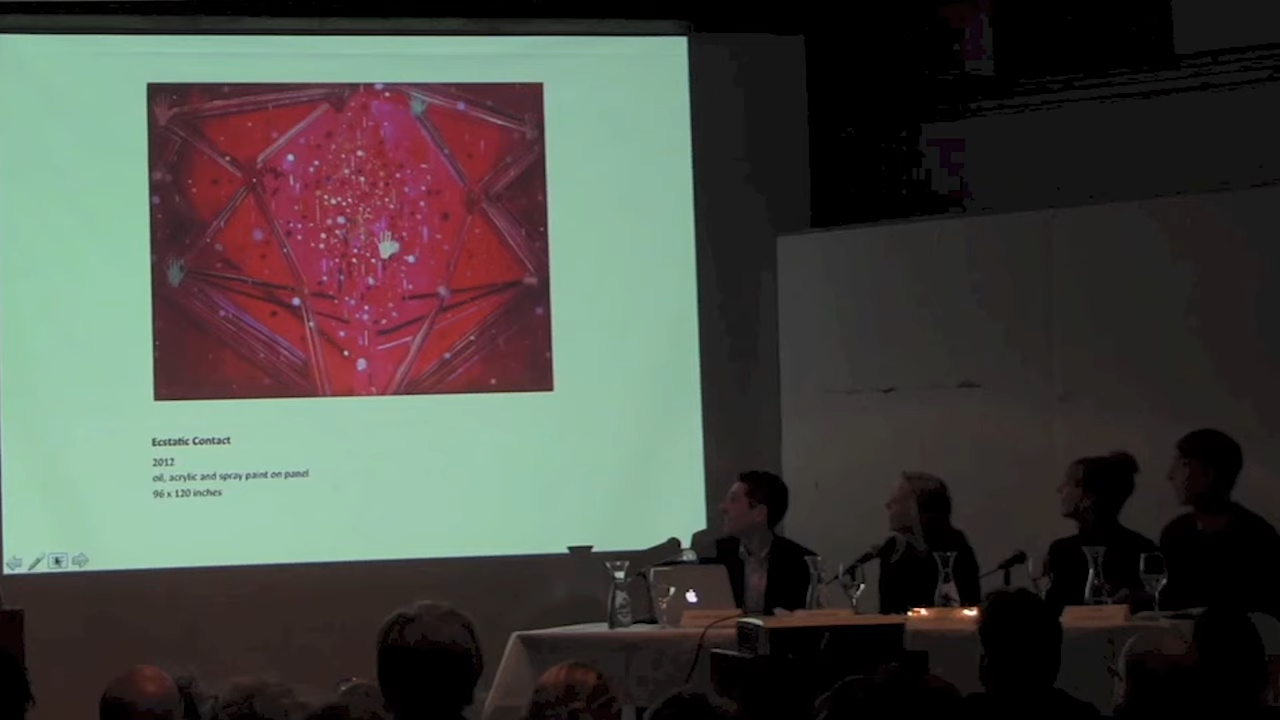 Ecstatic Contact
2012
oil, acrylic and spray paint on panel
96 x 120 inches